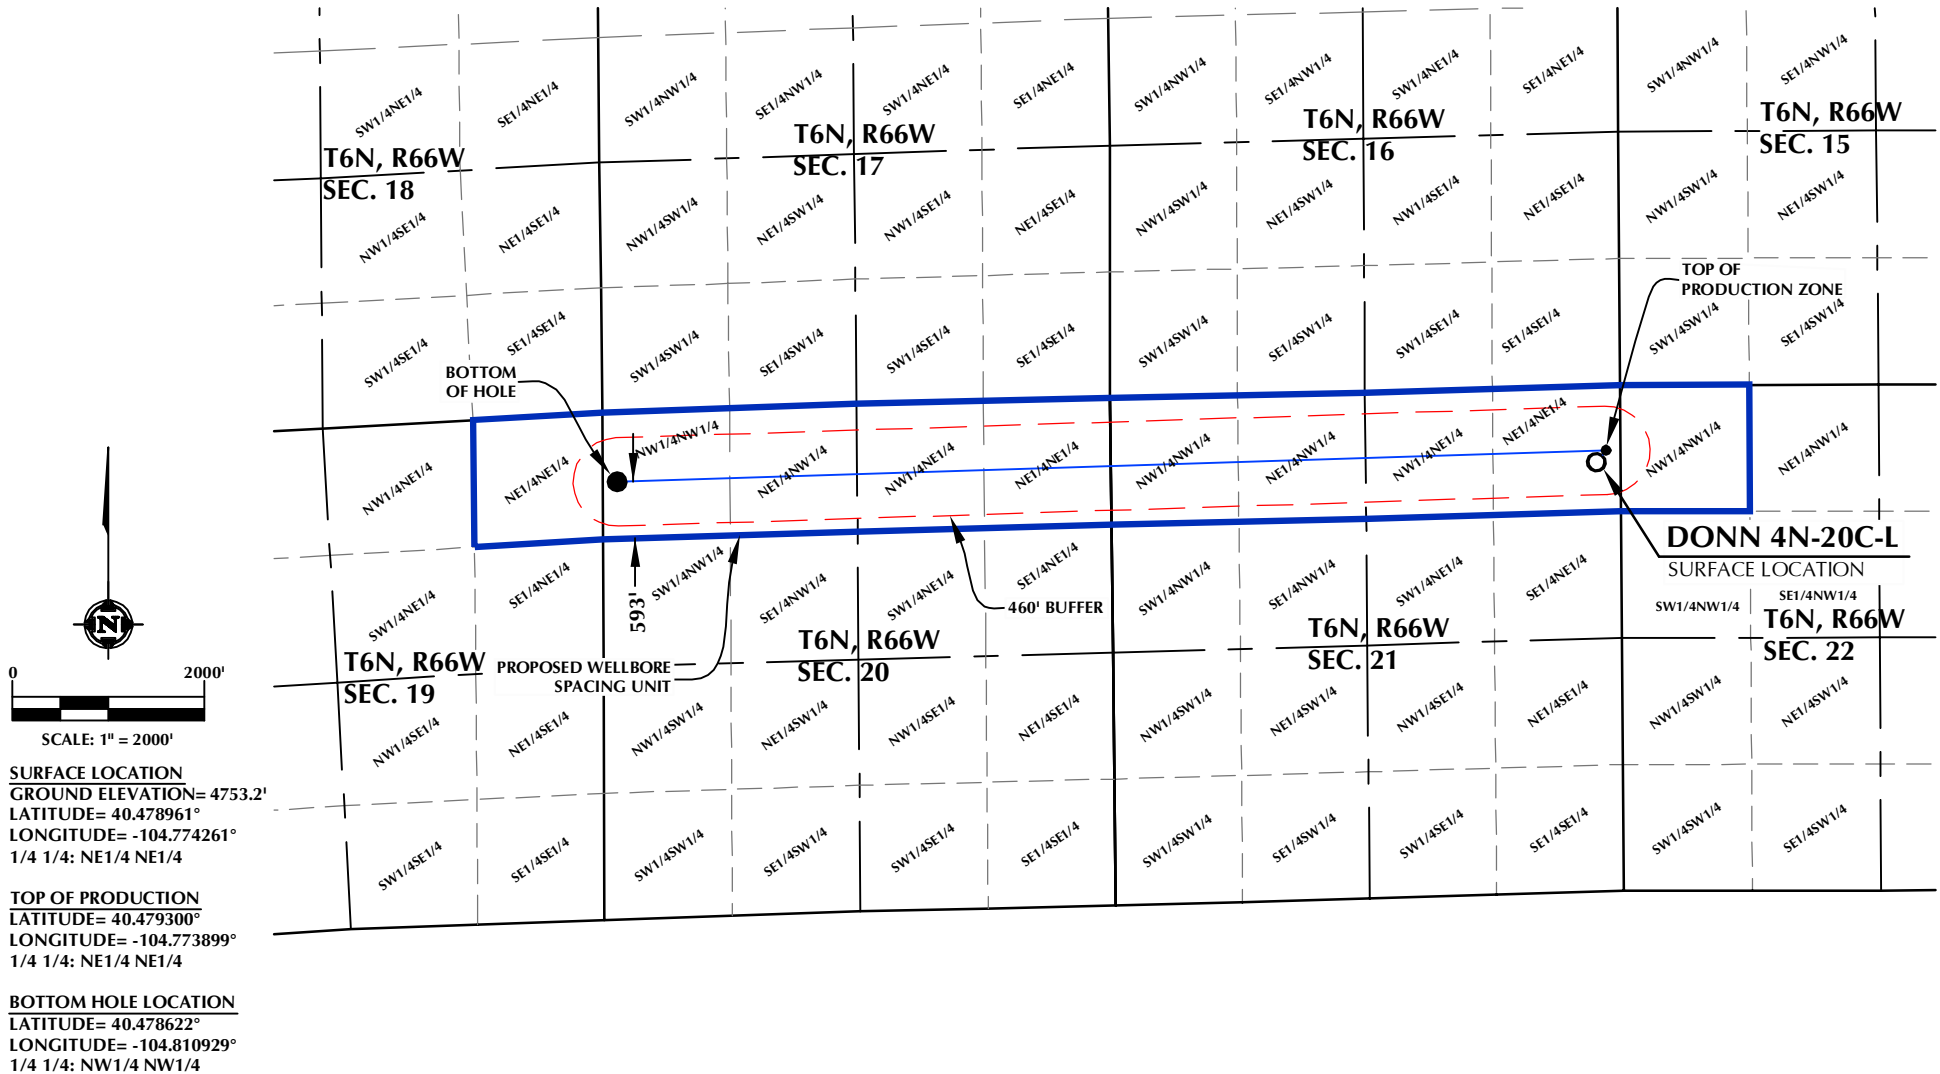 SW1/4NE1/4
SE1/4NE1/4
SW1/4NW1/4
SE1/4NW1/4
SW1/4NE1/4
SE1/4NE1/4
SW1/4NW1/4
SE1/4NW1/4
SW1/4NE1/4
SE1/4NE1/4
SW1/4NW1/4
SE1/4NW1/4
T6N, R66W
SEC. 18
T6N, R66W
SEC. 17
T6N, R66W
SEC. 16
T6N, R66W
SEC. 15
NW1/4SE1/4
NE1/4SE1/4
NW1/4SW1/4
NE1/4SW1/4
NW1/4SE1/4
NE1/4SE1/4
NW1/4SW1/4
NE1/4SW1/4
NW1/4SE1/4
NE1/4SE1/4
NW1/4SW1/4
NE1/4SW1/4
TOP OF
PRODUCTION ZONE
SW1/4SE1/4
SE1/4SE1/4
SW1/4SW1/4
SE1/4SW1/4
SW1/4SE1/4
SE1/4SE1/4
SW1/4SW1/4
SE1/4SW1/4
SW1/4SE1/4
SE1/4SE1/4
SW1/4SW1/4
SE1/4SW1/4
BOTTOM
OF HOLE
NW1/4NE1/4
NE1/4NE1/4
NW1/4NW1/4
NE1/4NW1/4
NW1/4NE1/4
NE1/4NE1/4
NW1/4NW1/4
NE1/4NW1/4
NW1/4NE1/4
NE1/4NE1/4
NW1/4NW1/4
NE1/4NW1/4
DONN 4N-20C-L
SURFACE LOCATION
593'
460' BUFFER
SW1/4NE1/4
SE1/4NE1/4
SW1/4NW1/4
SE1/4NW1/4
SW1/4NE1/4
SE1/4NE1/4
SW1/4NW1/4
SE1/4NW1/4
SW1/4NE1/4
SE1/4NE1/4
SW1/4NW1/4
SE1/4NW1/4
T6N, R66W
SEC. 19
PROPOSED WELLBORE
SPACING UNIT
T6N, R66W
SEC. 20
T6N, R66W
SEC. 21
T6N, R66W
SEC. 22
NW1/4SE1/4
NE1/4SE1/4
NW1/4SW1/4
NE1/4SW1/4
NW1/4SE1/4
NE1/4SE1/4
NW1/4SW1/4
NE1/4SW1/4
NW1/4SE1/4
NE1/4SE1/4
NW1/4SW1/4
NE1/4SW1/4
SW1/4SE1/4
SE1/4SE1/4
SW1/4SW1/4
SE1/4SW1/4
SW1/4SE1/4
SE1/4SE1/4
SW1/4SW1/4
SE1/4SW1/4
SW1/4SE1/4
SE1/4SE1/4
SW1/4SW1/4
SE1/4SW1/4
N
0 2000'
SCALE: 1" = 2000'
SURFACE LOCATION
GROUND ELEVATION= 4753.2'
LATITUDE= 40.478961°
LONGITUDE= -104.774261°
1/4 1/4: NE1/4 NE1/4
TOP OF PRODUCTION
LATITUDE= 40.479300°
LONGITUDE= -104.773899°
1/4 1/4: NE1/4 NE1/4
BOTTOM HOLE LOCATION
LATITUDE= 40.478622°
LONGITUDE= -104.810929°
1/4 1/4: NW1/4 NW1/4